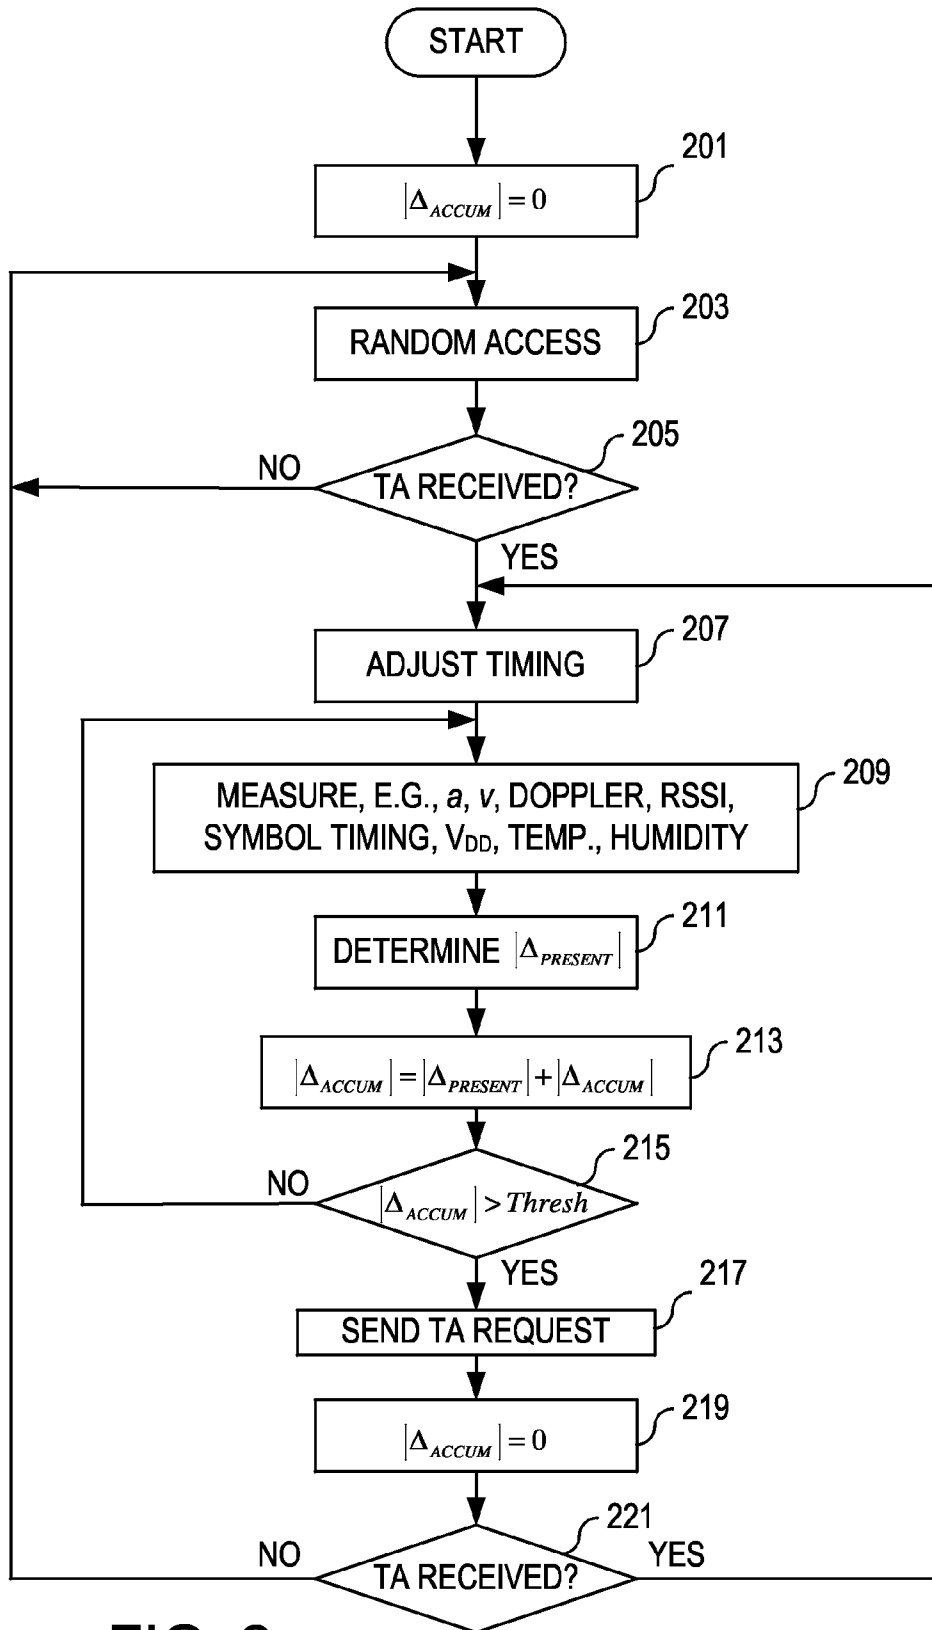 START
201
|Δ_ACCUM| = 0
203
RANDOM ACCESS
205
NO
TA RECEIVED?
YES
207
ADJUST TIMING
209
MEASURE, E.G., a, v, DOPPLER, RSSI,
SYMBOL TIMING, V_DD, TEMP., HUMIDITY
211
DETERMINE |Δ_PRESENT|
213
|Δ_ACCUM| = |Δ_PRESENT| + |Δ_ACCUM|
215
NO
|Δ_ACCUM| > Thresh
YES
217
SEND TA REQUEST
219
|Δ_ACCUM| = 0
221
NO
TA RECEIVED?
YES